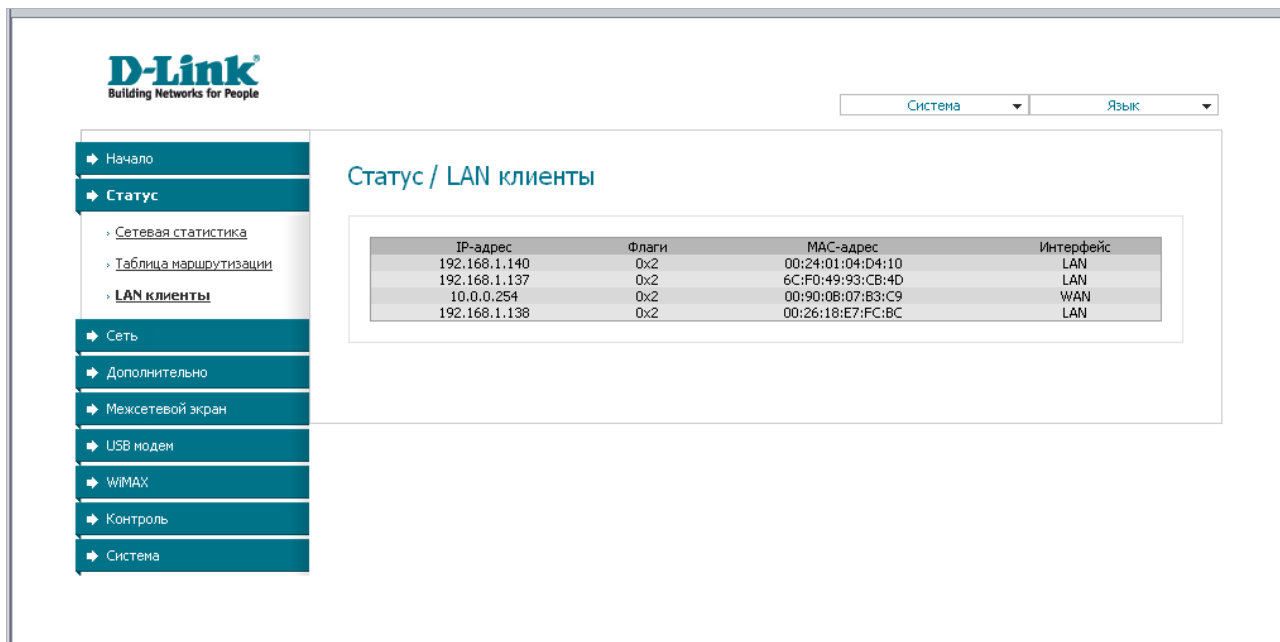 D-Link
Building Networks for People
Система Язык
Начало
Статус
Сетевая статистика
Таблица маршрутизации
LAN клиенты
Сеть
Дополнительно
Межсетевой экран
USB модем
WiMAX
Контроль
Система
Статус / LAN клиенты
IP-адрес Флаги MAC-адрес Интерфейс
192.168.1.140 0x2 00:24:01:04:D4:10 LAN
192.168.1.137 0x2 6C:F0:49:93:CB:4D LAN
10.0.0.254 0x2 00:90:0B:07:B3:C9 WAN
192.168.1.138 0x2 00:26:18:E7:FC:BC LAN